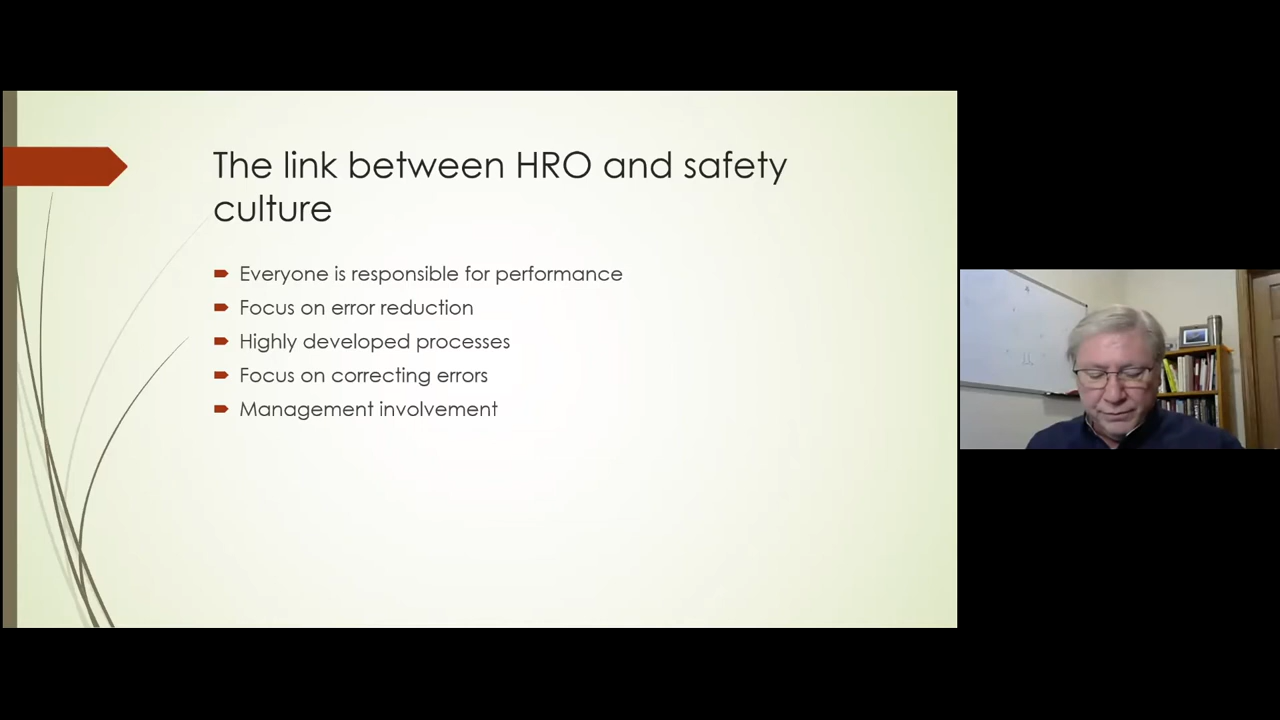 The link between HRO and safety
culture
Everyone is responsible for performance
Focus on error reduction
Highly developed processes
Focus on correcting errors
Management involvement